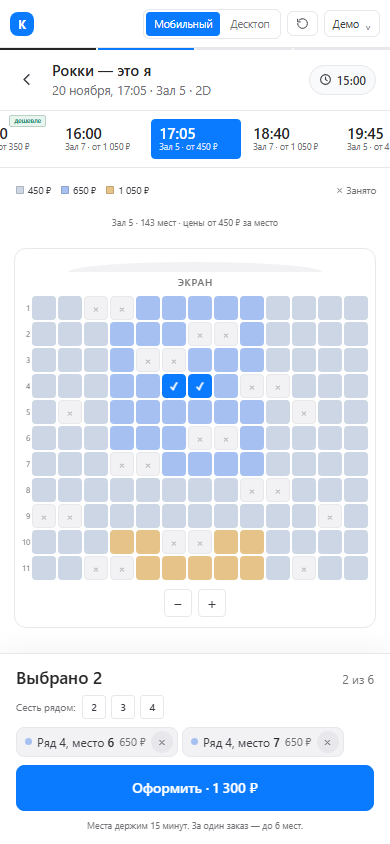 K
Мобильный Десктоп
Демо
Рокки — это я
20 ноября, 17:05 · Зал 5 · 2D
15:00
дешевле
0 16:00 17:05 18:40 19:45
от 350 ₽ Зал 7 · от 1 050 ₽ Зал 5 · от 450 ₽ Зал 7 · от 1 050 ₽ Зал 5 · от 4
450 ₽ 650 ₽ 1 050 ₽ × Занято
Зал 5 · 143 мест · цены от 450 ₽ за место
ЭКРАН
1 × ×
2 × ×
3 × ×
4 ✓ ✓ × ×
5 × ×
6 × ×
7 × ×
8 × ×
9 × × ×
10 × ×
11 × × ×
− +
Выбрано 2 2 из 6
Сесть рядом: 2 3 4
Ряд 4, место 6 650 ₽ × Ряд 4, место 7 650 ₽ ×
Оформить · 1 300 ₽
Места держим 15 минут. За один заказ — до 6 мест.